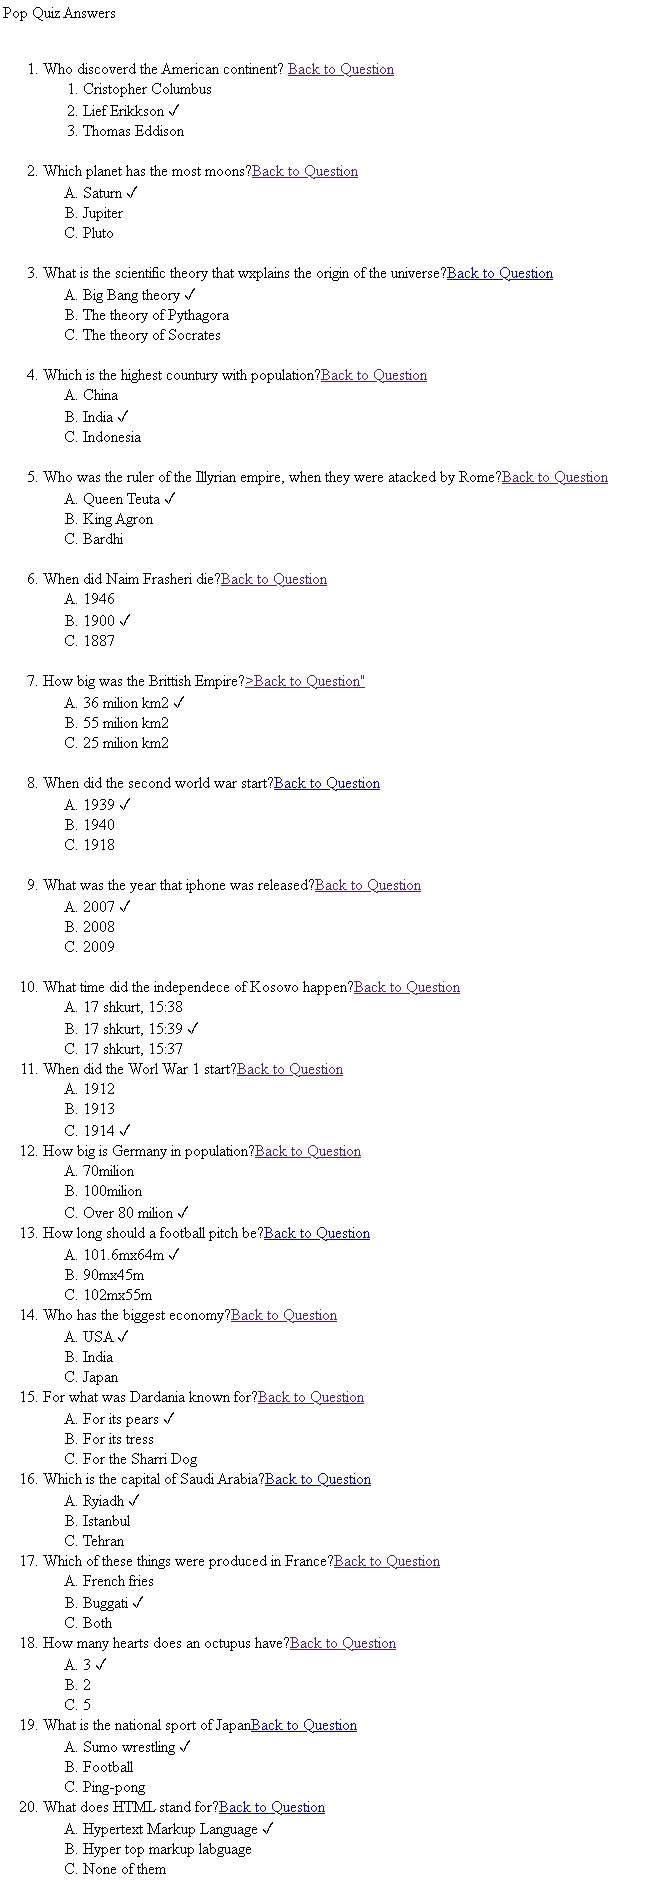 Pop Quiz Answers
1. Who discoverd the American continent? Back to Question
1. Cristopher Columbus
2. Lief Erikkson ✓
3. Thomas Eddison
2. Which planet has the most moons?Back to Question
A. Saturn ✓
B. Jupiter
C. Pluto
3. What is the scientific theory that wxplains the origin of the universe?Back to Question
A. Big Bang theory ✓
B. The theory of Pythagora
C. The theory of Socrates
4. Which is the highest countury with population?Back to Question
A. China
B. India ✓
C. Indonesia
5. Who was the ruler of the Illyrian empire, when they were atacked by Rome?Back to Question
A. Queen Teuta ✓
B. King Agron
C. Bardhi
6. When did Naim Frasheri die?Back to Question
A. 1946
B. 1900 ✓
C. 1887
7. How big was the Brittish Empire?>Back to Question"
A. 36 milion km2 ✓
B. 55 milion km2
C. 25 milion km2
8. When did the second world war start?Back to Question
A. 1939 ✓
B. 1940
C. 1918
9. What was the year that iphone was released?Back to Question
A. 2007 ✓
B. 2008
C. 2009
10. What time did the independece of Kosovo happen?Back to Question
A. 17 shkurt, 15:38
B. 17 shkurt, 15:39 ✓
C. 17 shkurt, 15:37
11. When did the Worl War 1 start?Back to Question
A. 1912
B. 1913
C. 1914 ✓
12. How big is Germany in population?Back to Question
A. 70milion
B. 100milion
C. Over 80 milion ✓
13. How long should a football pitch be?Back to Question
A. 101.6mx64m ✓
B. 90mx45m
C. 102mx55m
14. Who has the biggest economy?Back to Question
A. USA ✓
B. India
C. Japan
15. For what was Dardania known for?Back to Question
A. For its pears ✓
B. For its tress
C. For the Sharri Dog
16. Which is the capital of Saudi Arabia?Back to Question
A. Ryiadh ✓
B. Istanbul
C. Tehran
17. Which of these things were produced in France?Back to Question
A. French fries
B. Buggati ✓
C. Both
18. How many hearts does an octupus have?Back to Question
A. 3 ✓
B. 2
C. 5
19. What is the national sport of JapanBack to Question
A. Sumo wrestling ✓
B. Football
C. Ping-pong
20. What does HTML stand for?Back to Question
A. Hypertext Markup Language ✓
B. Hyper top markup labguage
C. None of them